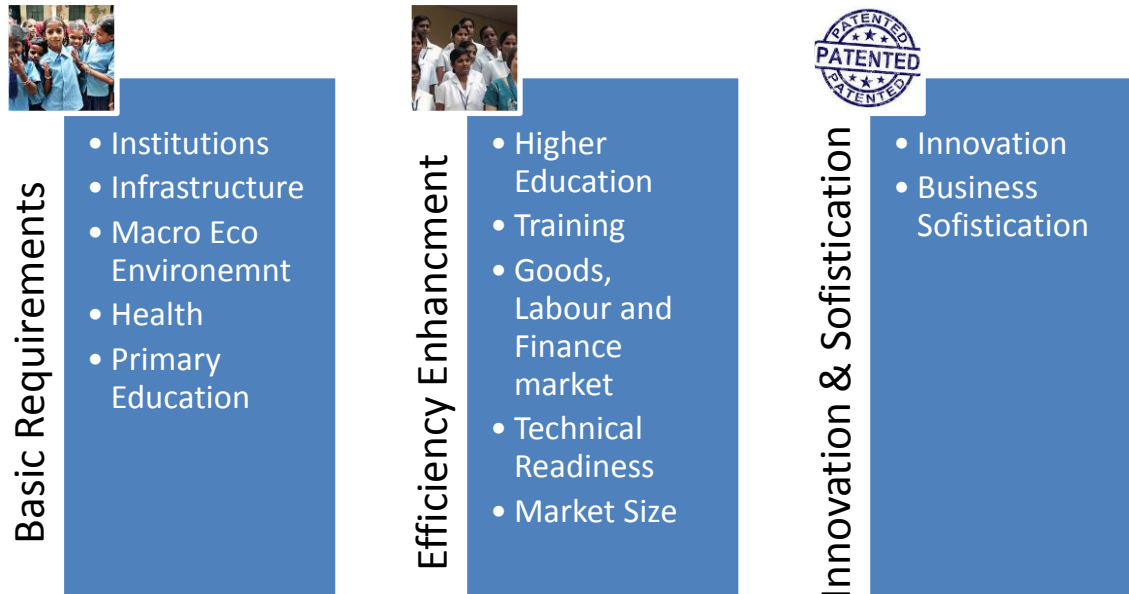 Basic Requirements
• Institutions
• Infrastructure
• Macro Eco
Environemnt
• Health
• Primary
Education
Efficiency Enhancment
• Higher
Education
• Training
• Goods,
Labour and
Finance
market
• Technical
Readiness
• Market Size
PATENTED
PATENTED
PATENTED
Innovation & Sofistication
• Innovation
• Business
Sofistication